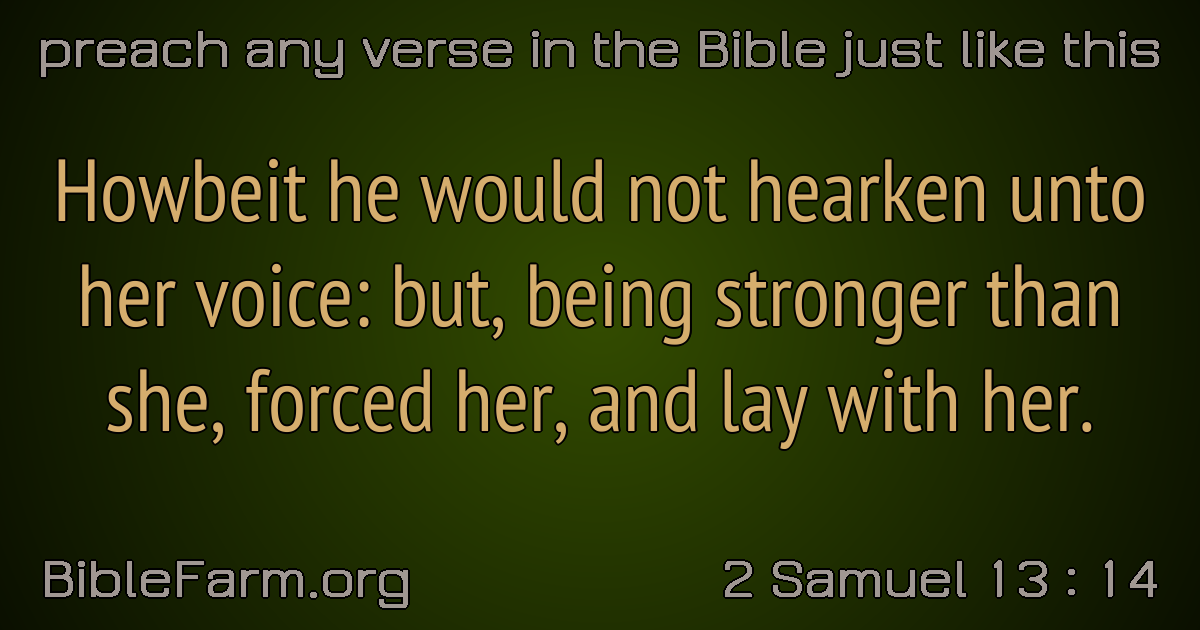 preach any verse in the Bible just like this
Howbeit he would not hearken unto
her voice: but, being stronger than
she, forced her, and lay with her.
BibleFarm.org
2 Samuel 13 : 14